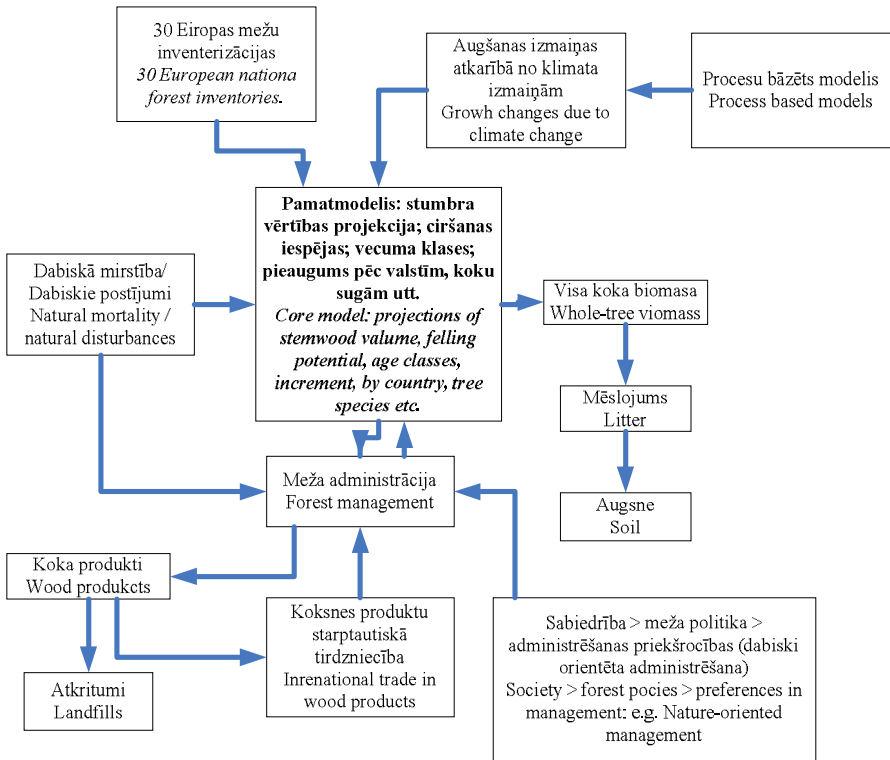 30 Eiropas mežu
inventerizācijas
30 European nationa
forest inventories.
Augšanas izmaiņas
atkarībā no klimata
izmaiņām
Growh changes due to
climate change
Procesu bāzēts modelis
Process based models
Pamatmodelis: stumbra
vērtības projekcija; ciršanas
iespējas; vecuma klases;
pieaugums pēc valstīm, koku
sugām utt.
Core model: projections of
stemwood valume, felling
potential, age classes,
increment, by country, tree
species etc.
Dabiskā mirstība/
Dabiskie postījumi
Natural mortality /
natural disturbances
Visa koka biomasa
Whole-tree viomass
Mēslojums
Litter
Augsne
Soil
Meža administrācija
Forest management
Koka produkti
Wood produkcts
Koksnes produktu
starptautiskā
tirdzniecība
Inrenational trade in
wood products
Atkritumi
Landfills
Sabiedrība > meža politika >
administrēšanas priekšrocības (dabiski
orientēta administrēšana)
Society > forest pocies > preferences in
management: e.g. Nature-oriented
management